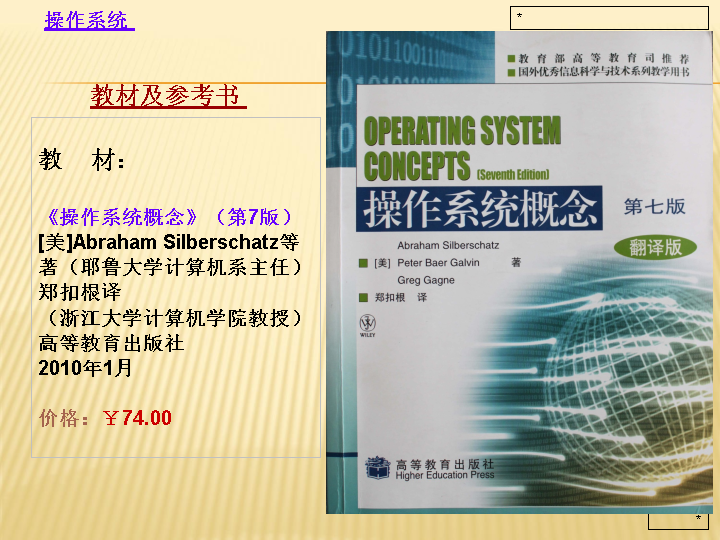 操作系统
*
教材及参考书
教 材：
《操作系统概念》（第7版）
[美]Abraham Silberschatz等
著（耶鲁大学计算机系主任）
郑扣根译
（浙江大学计算机学院教授）
高等教育出版社
2010年1月
价格：￥74.00
■ 教育部高等教育司推荐
■ 国外优秀信息科学与技术系列教学用书
OPERATING SYSTEM
CONCEPTS (Seventh Edition)
操作系统概念 第七版
翻译版
Abraham Silberschatz
■ [美] Peter Baer Galvin 著
Greg Gagne
■ 郑扣根 译
WILEY
高等教育出版社
Higher Education Press
*